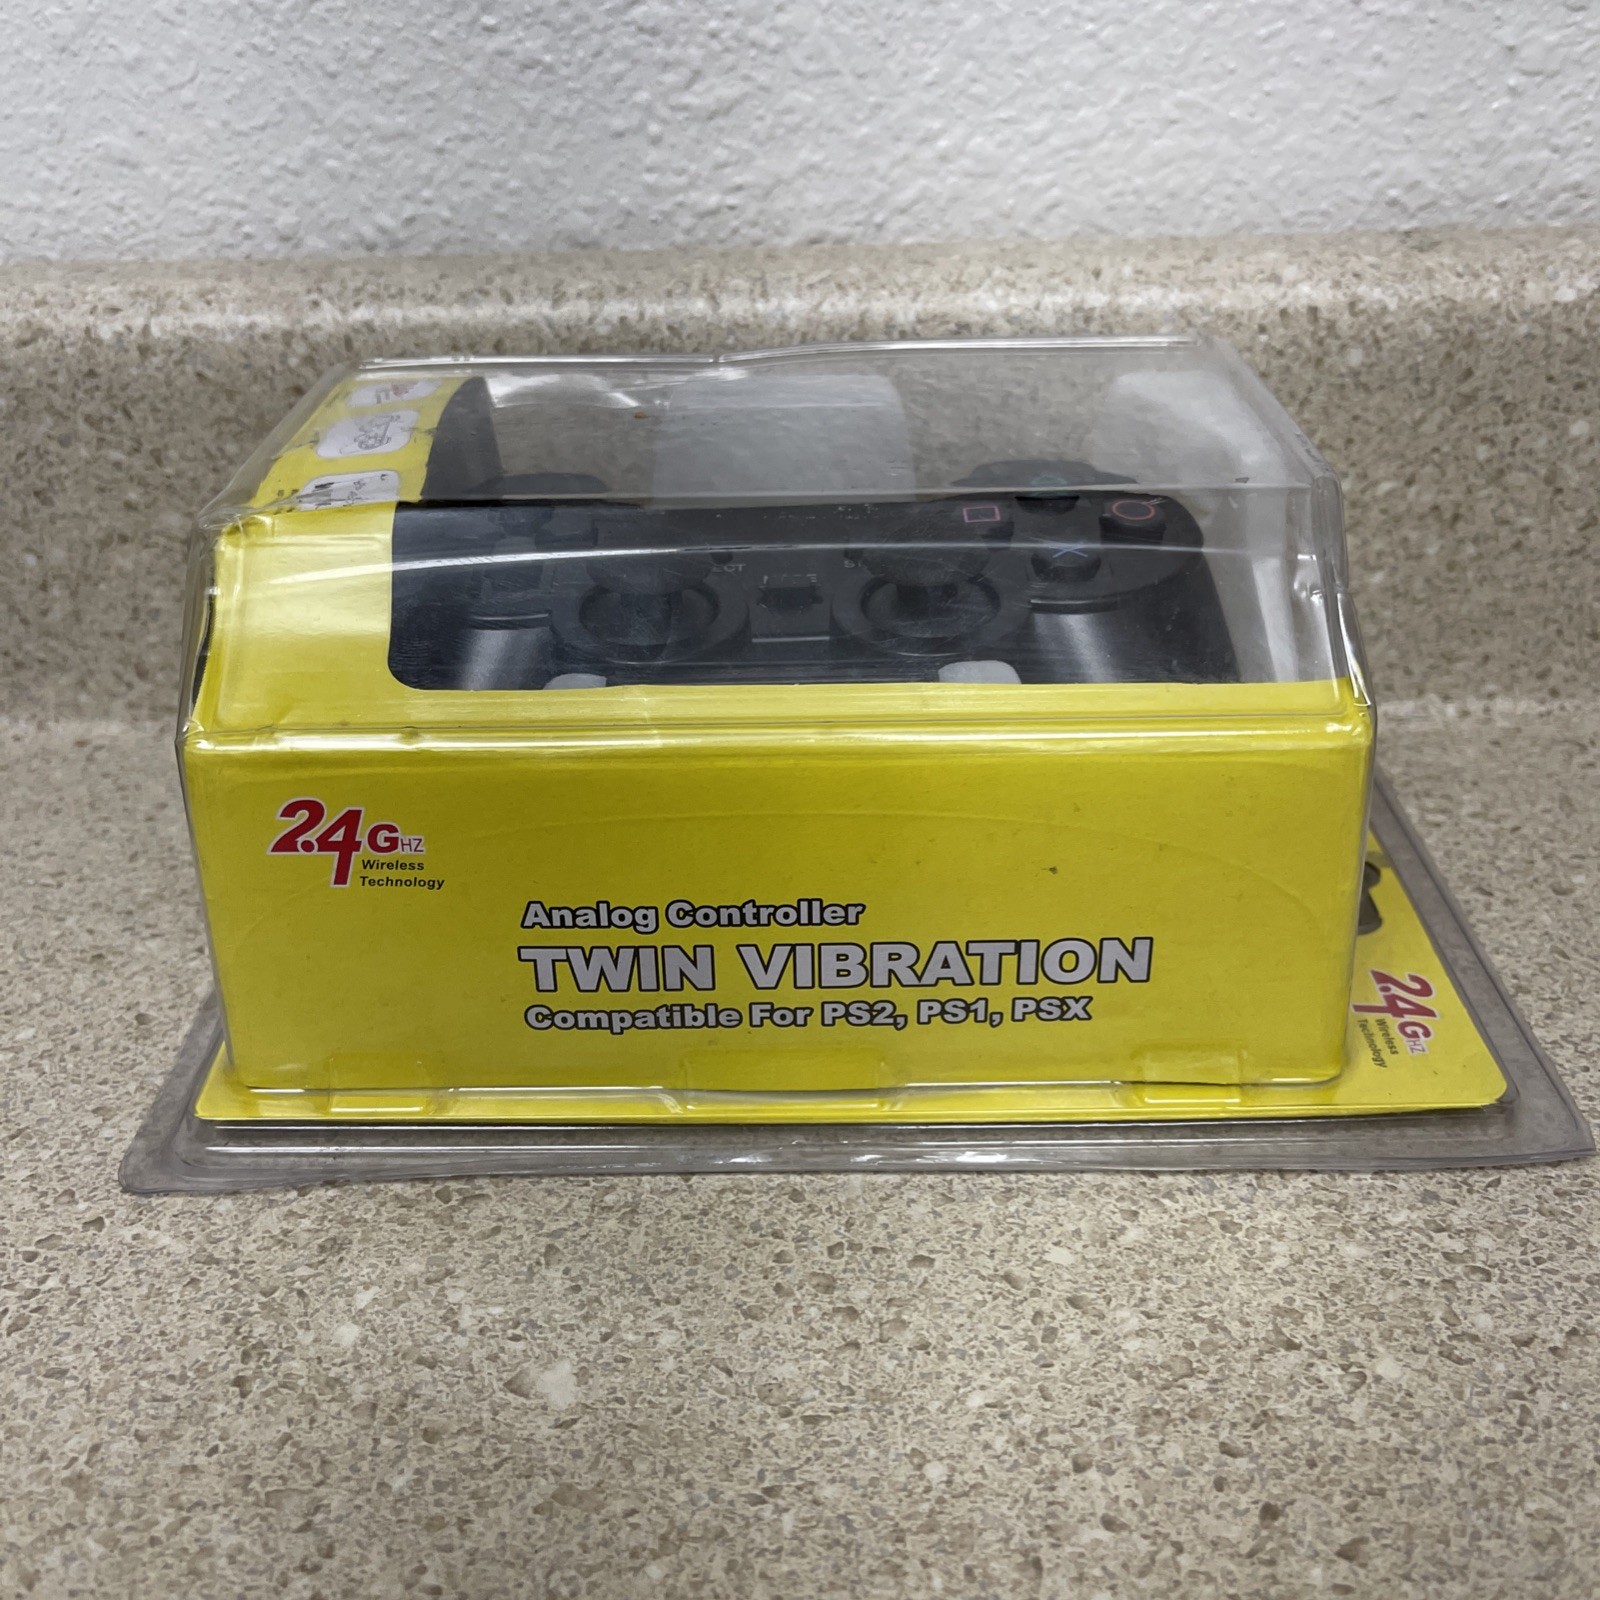 2.4GHZ
Wireless
Technology
Analog Controller
TWIN VIBRATION
Compatible For PS2, PS1, PSX
2.4GHZ
Wireless
Technology